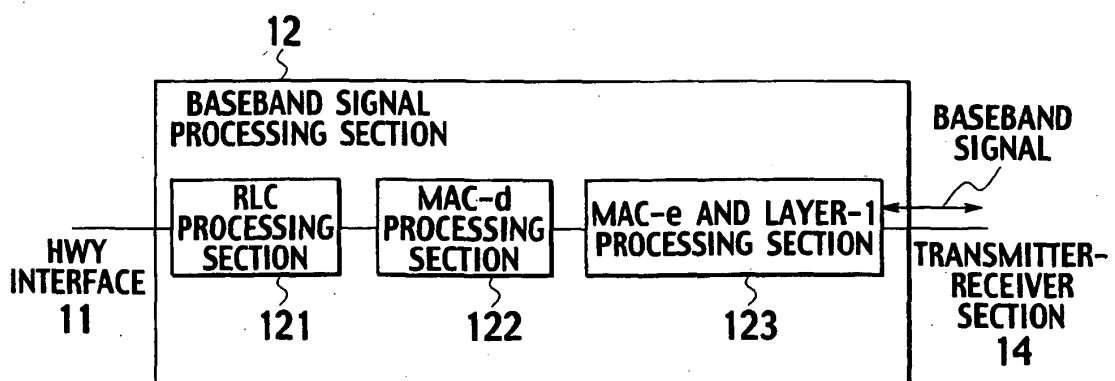 12
BASEBAND SIGNAL
PROCESSING SECTION
BASEBAND
SIGNAL
RLC
PROCESSING
SECTION
MAC-d
PROCESSING
SECTION
MAC-e AND LAYER-1
PROCESSING SECTION
HWY
INTERFACE
11
121
122
123
TRANSMITTER-
RECEIVER
SECTION
14